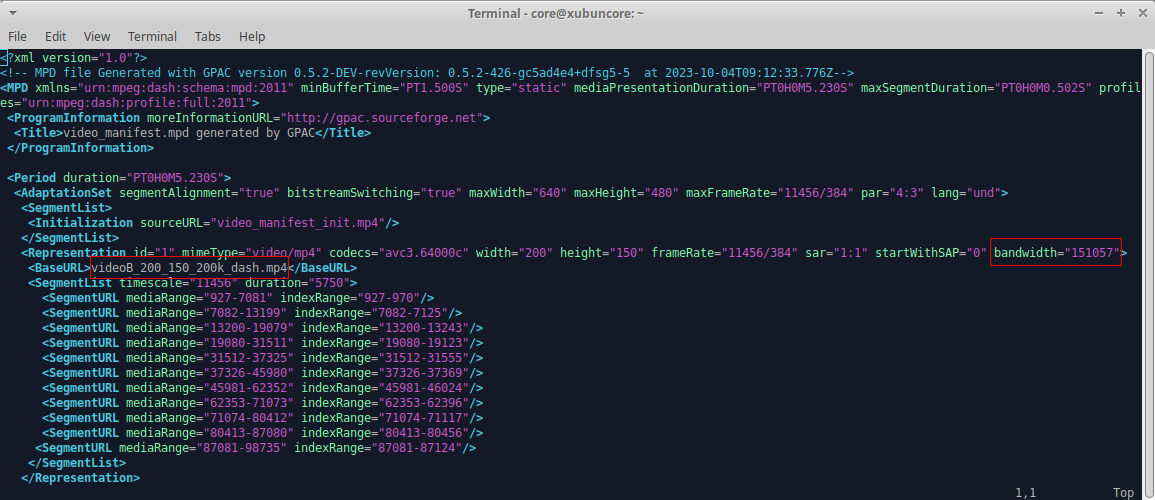 Terminal - core@xubuncore: ~
File Edit View Terminal Tabs Help
<?xml version="1.0"?>
<!-- MPD file Generated with GPAC version 0.5.2-DEV-revVersion: 0.5.2-426-gc5ad4e4+dfsg5-5  at 2023-10-04T09:12:33.776Z-->
<MPD xmlns="urn:mpeg:dash:schema:mpd:2011" minBufferTime="PT1.500S" type="static" mediaPresentationDuration="PT0H0M5.230S" maxSegmentDuration="PT0H0M0.502S" profil
es="urn:mpeg:dash:profile:full:2011">
 <ProgramInformation moreInformationURL="http://gpac.sourceforge.net">
  <Title>video_manifest.mpd generated by GPAC</Title>
 </ProgramInformation>
 <Period duration="PT0H0M5.230S">
  <AdaptationSet segmentAlignment="true" bitstreamSwitching="true" maxWidth="640" maxHeight="480" maxFrameRate="11456/384" par="4:3" lang="und">
   <SegmentList>
    <Initialization sourceURL="video_manifest_init.mp4"/>
   </SegmentList>
   <Representation id="1" mimeType="video/mp4" codecs="avc3.64000c" width="200" height="150" frameRate="11456/384" sar="1:1" startWithSAP="0" bandwidth="151057">
    <BaseURL>videoB_200_150_200k_dash.mp4</BaseURL>
    <SegmentList timescale="11456" duration="5750">
      <SegmentURL mediaRange="927-7081" indexRange="927-970"/>
      <SegmentURL mediaRange="7082-13199" indexRange="7082-7125"/>
      <SegmentURL mediaRange="13200-19079" indexRange="13200-13243"/>
      <SegmentURL mediaRange="19080-31511" indexRange="19080-19123"/>
      <SegmentURL mediaRange="31512-37325" indexRange="31512-31555"/>
      <SegmentURL mediaRange="37326-45980" indexRange="37326-37369"/>
      <SegmentURL mediaRange="45981-62352" indexRange="45981-46024"/>
      <SegmentURL mediaRange="62353-71073" indexRange="62353-62396"/>
      <SegmentURL mediaRange="71074-80412" indexRange="71074-71117"/>
      <SegmentURL mediaRange="80413-87080" indexRange="80413-80456"/>
     <SegmentURL mediaRange="87081-98735" indexRange="87081-87124"/>
    </SegmentList>
   </Representation>
1,1 Top